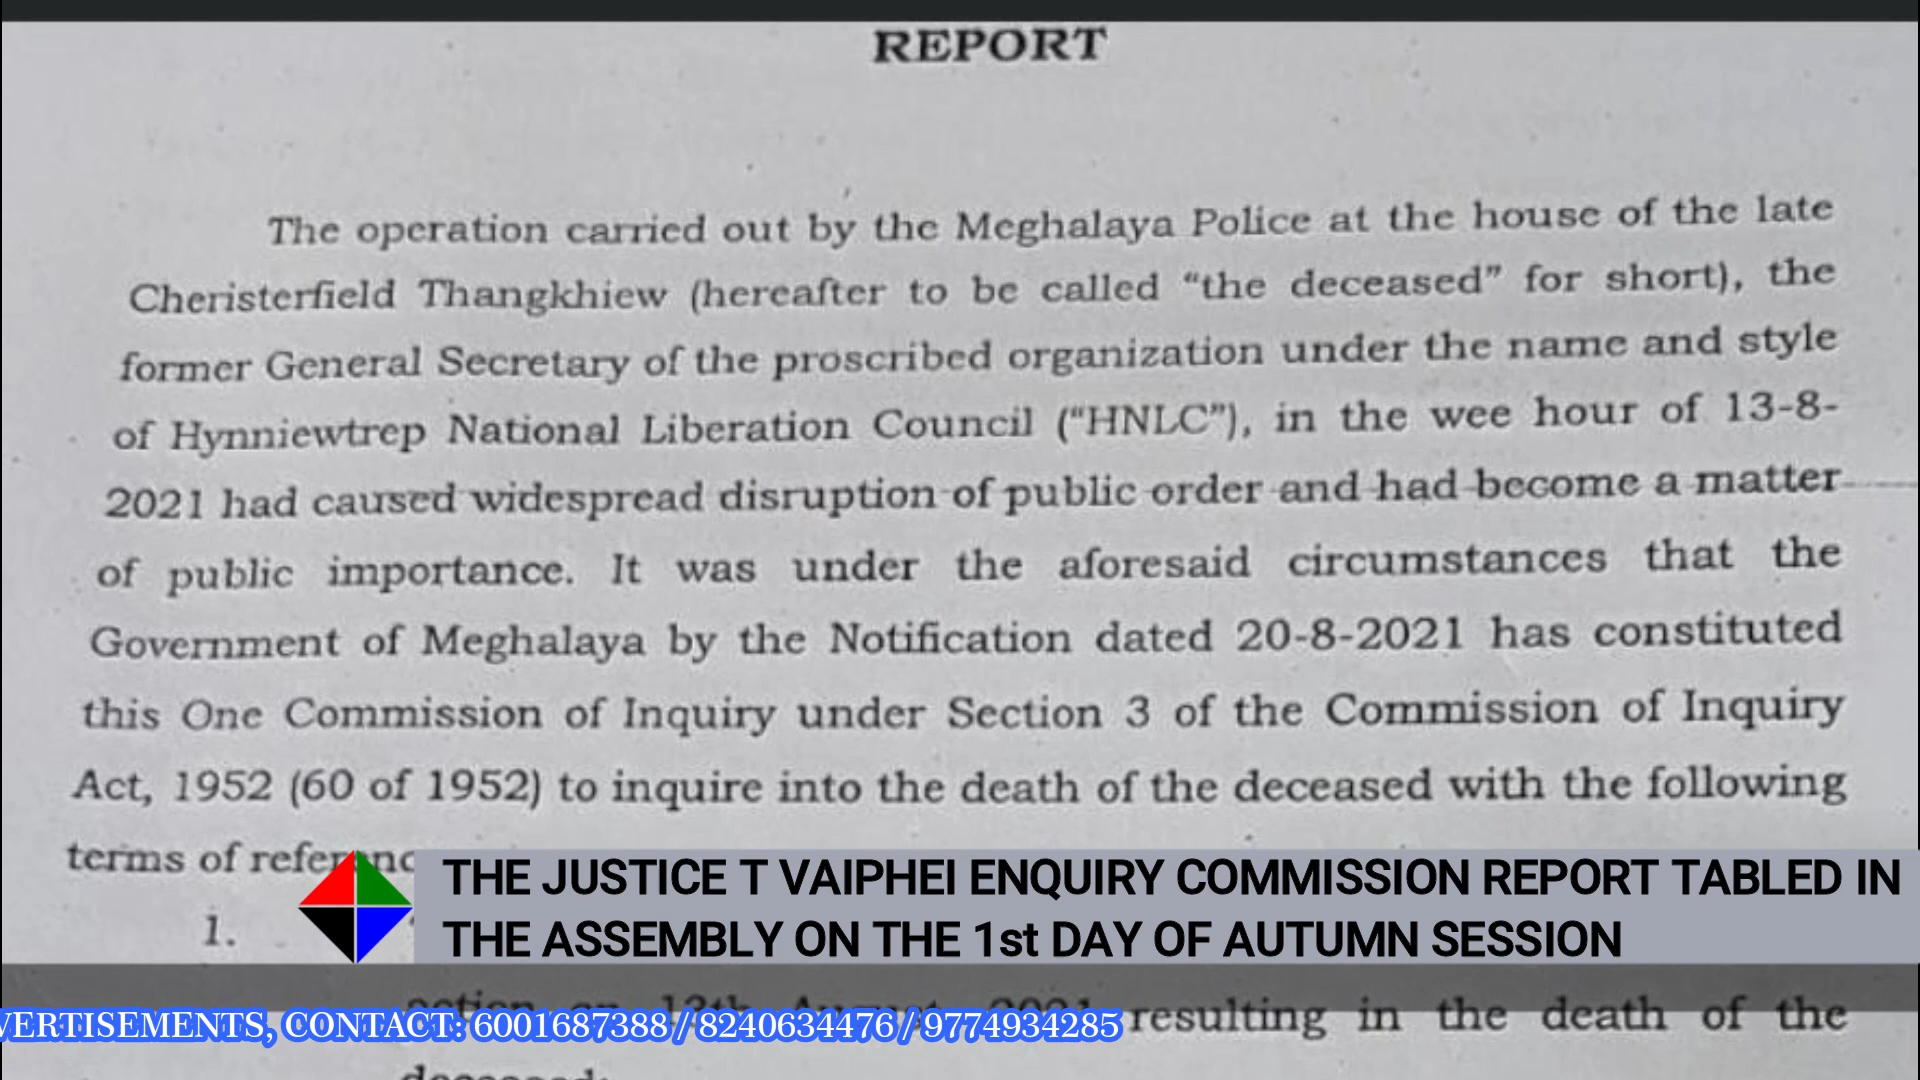 REPORT
The operation carried out by the Meghalaya Police at the house of the late
Cheristerfield Thangkhiew (hereafter to be called “the deceased” for short), the
former General Secretary of the proscribed organization under the name and style
of Hynniewtrep National Liberation Council (“HNLC”), in the wee hour of 13-8-
2021 had caused widespread disruption of public order and had become a matter
of public importance. It was under the aforesaid circumstances that the
Government of Meghalaya by the Notification dated 20-8-2021 has constituted
this One Commission of Inquiry under Section 3 of the Commission of Inquiry
Act, 1952 (60 of 1952) to inquire into the death of the deceased with the following
terms of
THE JUSTICE T VAIPHEI ENQUIRY COMMISSION REPORT TABLED IN
THE ASSEMBLY ON THE 1st DAY OF AUTUMN SESSION
1.
resulting in the death of the
VERTISEMENTS, CONTACT: 6001687388 / 8240634476 / 9774934285